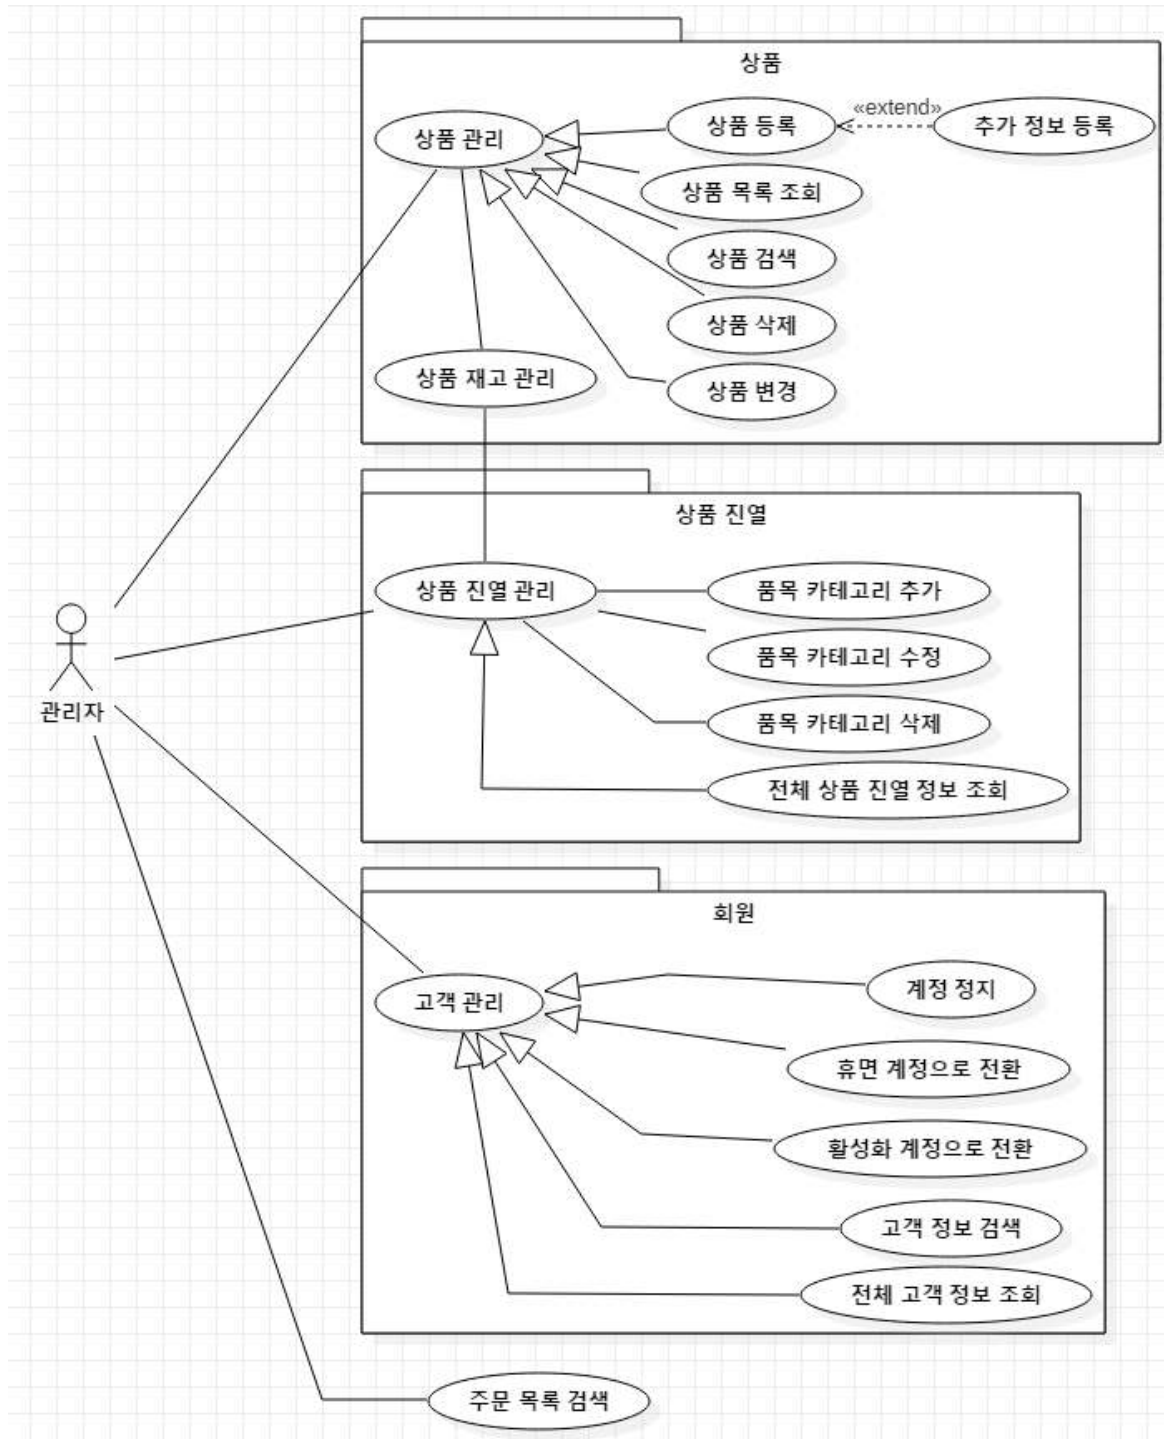 상품
상품 관리
상품 등록
«extend»
추가 정보 등록
상품 목록 조회
상품 검색
상품 삭제
상품 재고 관리
상품 변경
상품 진열
상품 진열 관리
품목 카테고리 추가
품목 카테고리 수정
품목 카테고리 삭제
전체 상품 진열 정보 조회
관리자
회원
고객 관리
계정 정지
휴면 계정으로 전환
활성화 계정으로 전환
고객 정보 검색
전체 고객 정보 조회
주문 목록 검색